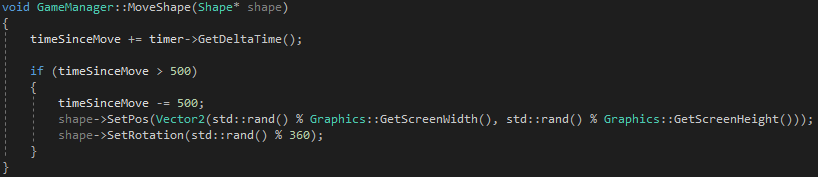 void GameManager::MoveShape(Shape* shape)
{
timeSinceMove += timer->GetDeltaTime();
if (timeSinceMove > 500)
{
timeSinceMove -= 500;
shape->SetPos(Vector2(std::rand() % Graphics::GetScreenWidth(), std::rand() % Graphics::GetScreenHeight()));
shape->SetRotation(std::rand() % 360);
}
}